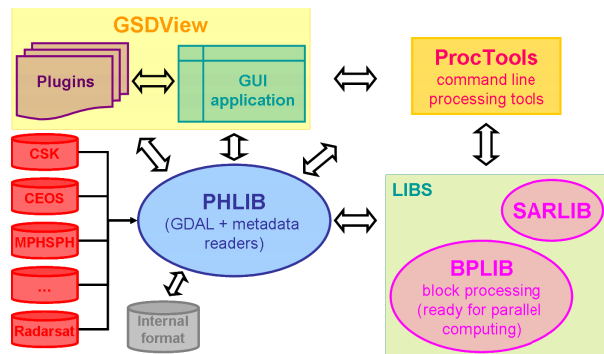 GSDView
Plugins
GUI
application
ProcTools
command line
processing tools
CSK
CEOS
MPHSPH
...
Radarsat
PHLIB
(GDAL + metadata
readers)
Internal
format
LIBS
SARLIB
BPLIB
block processing
(ready for parallel
computing)